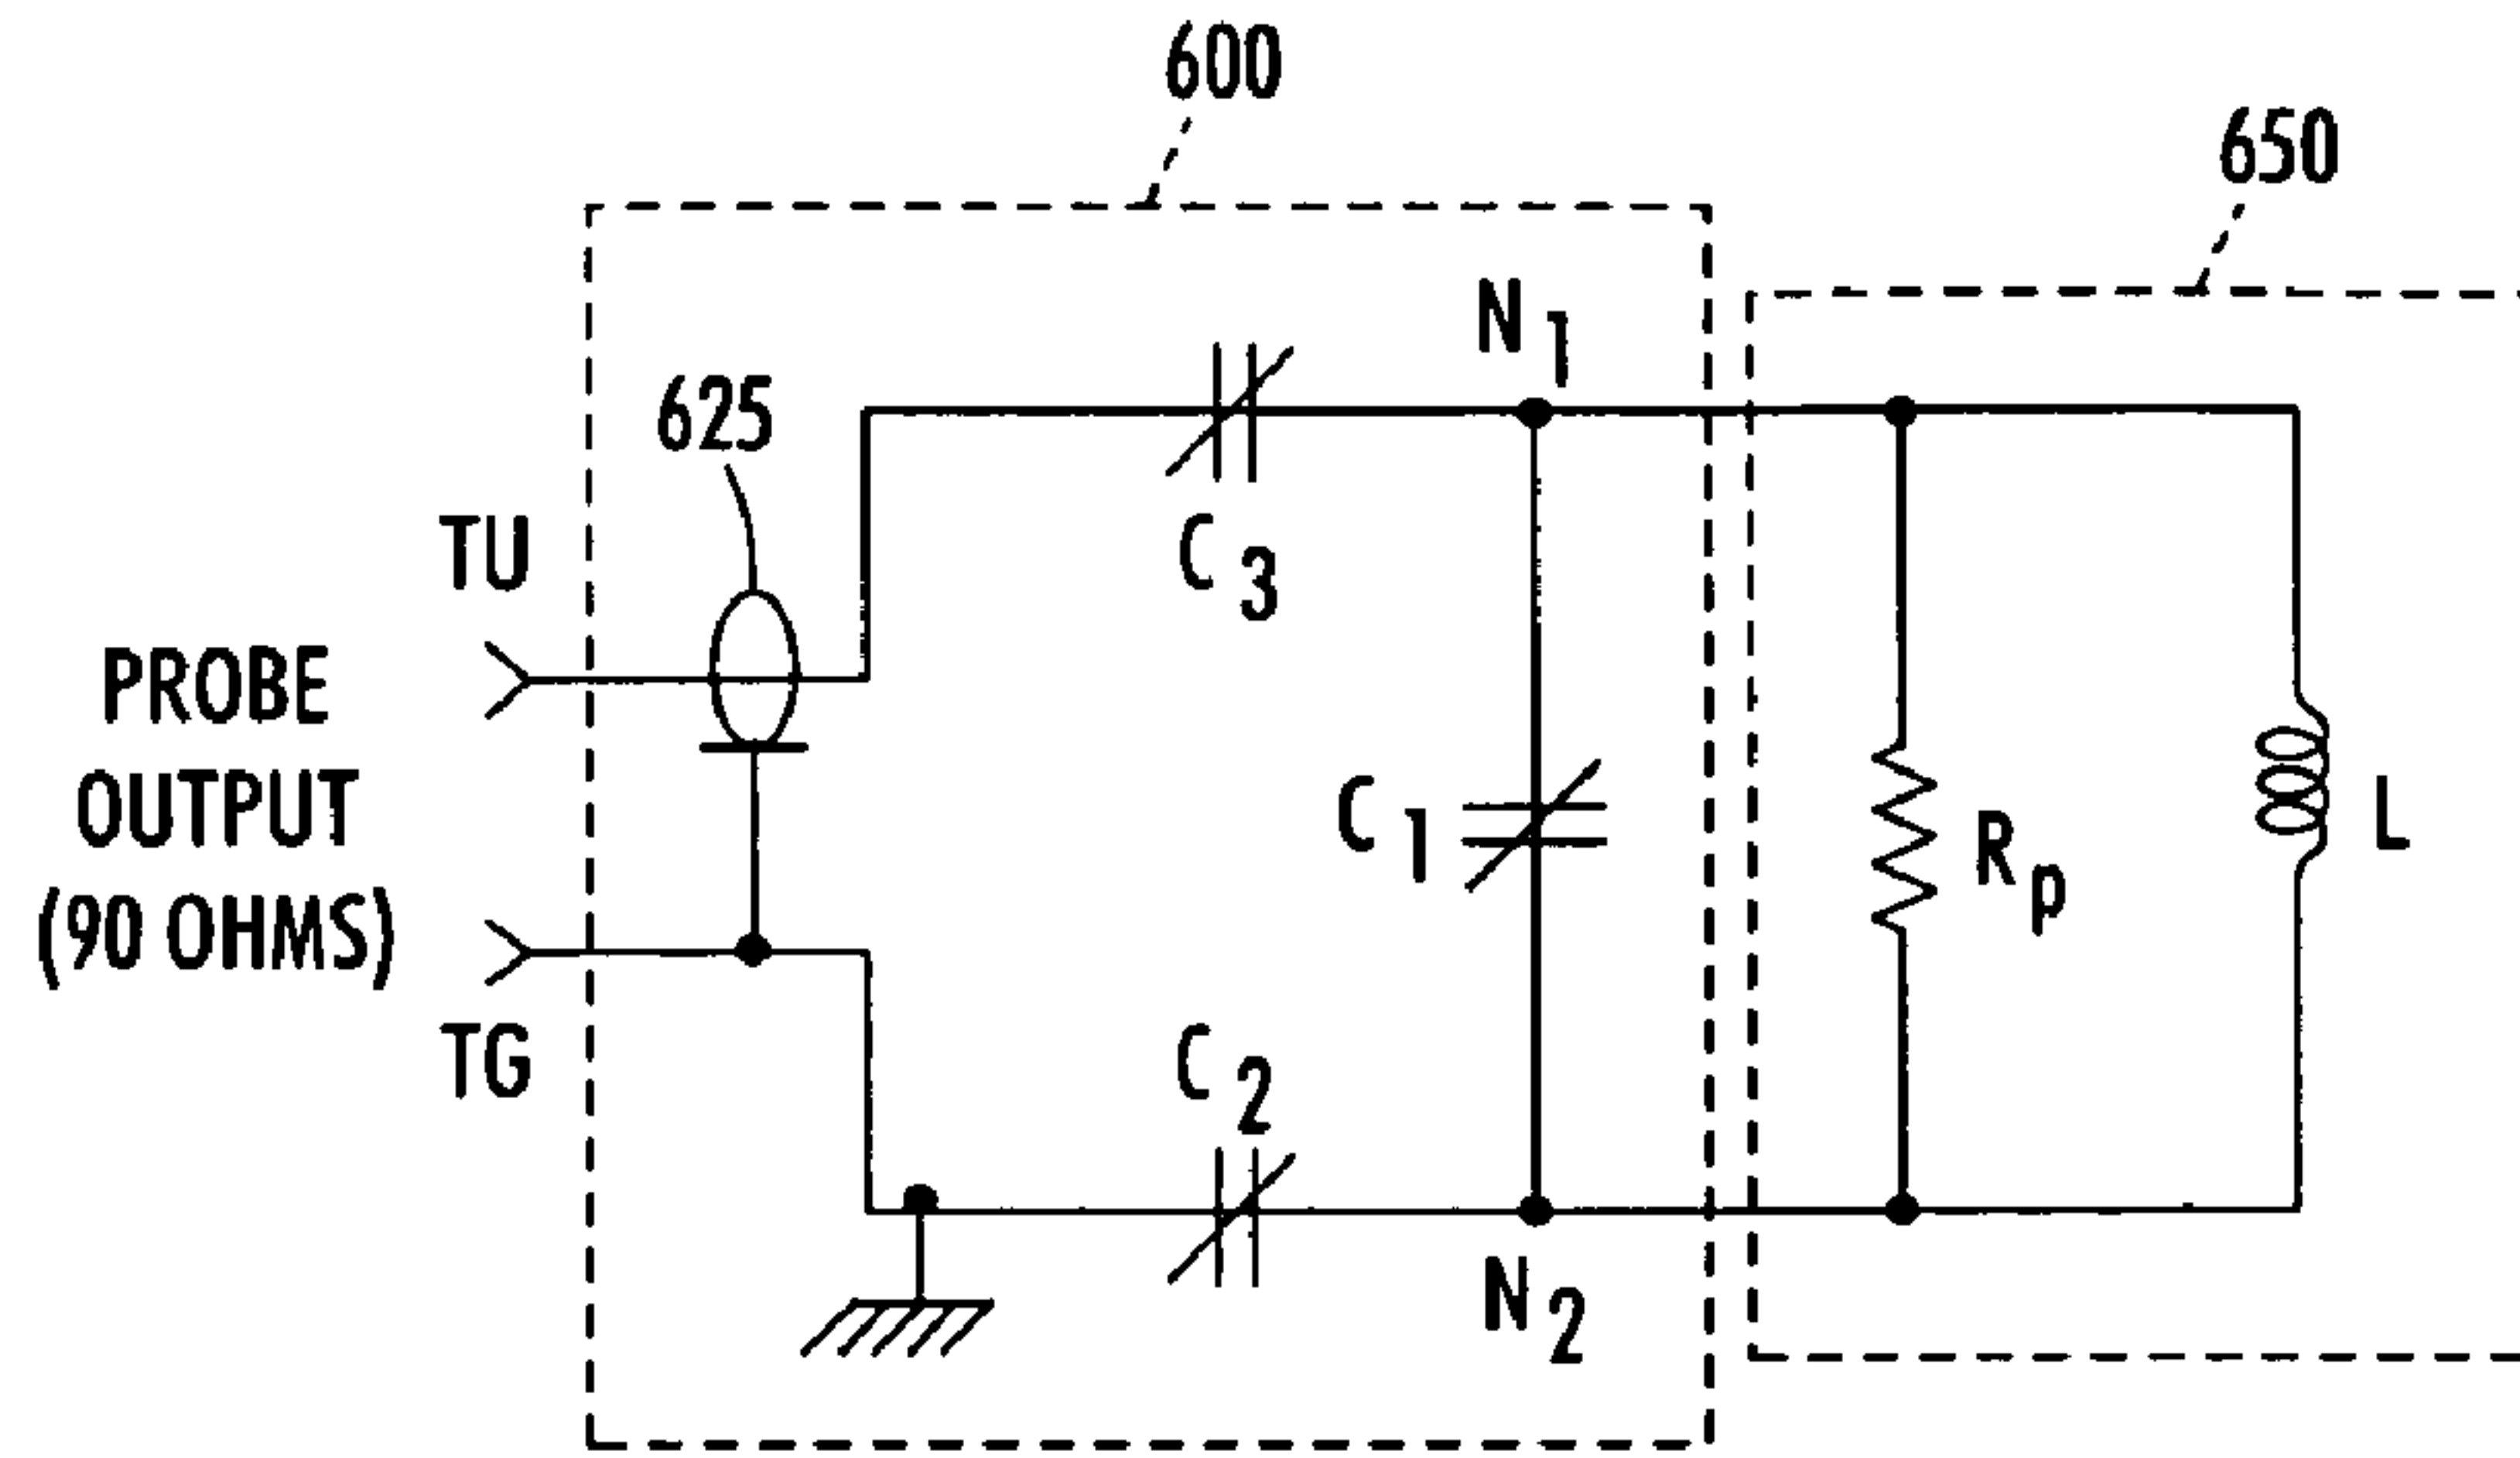 600
650
N1
625
C3
TU
PROBE
OUTPUT
(90 OHMS)
C1
Rp
L
TG
C2
N2